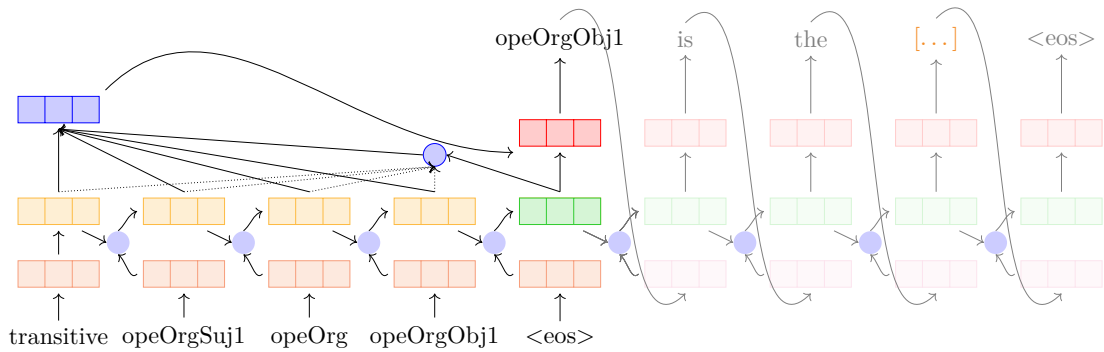 opeOrgObj1 is the [...] <eos>
transitive opeOrgSuj1 opeOrg opeOrgObj1 <eos>